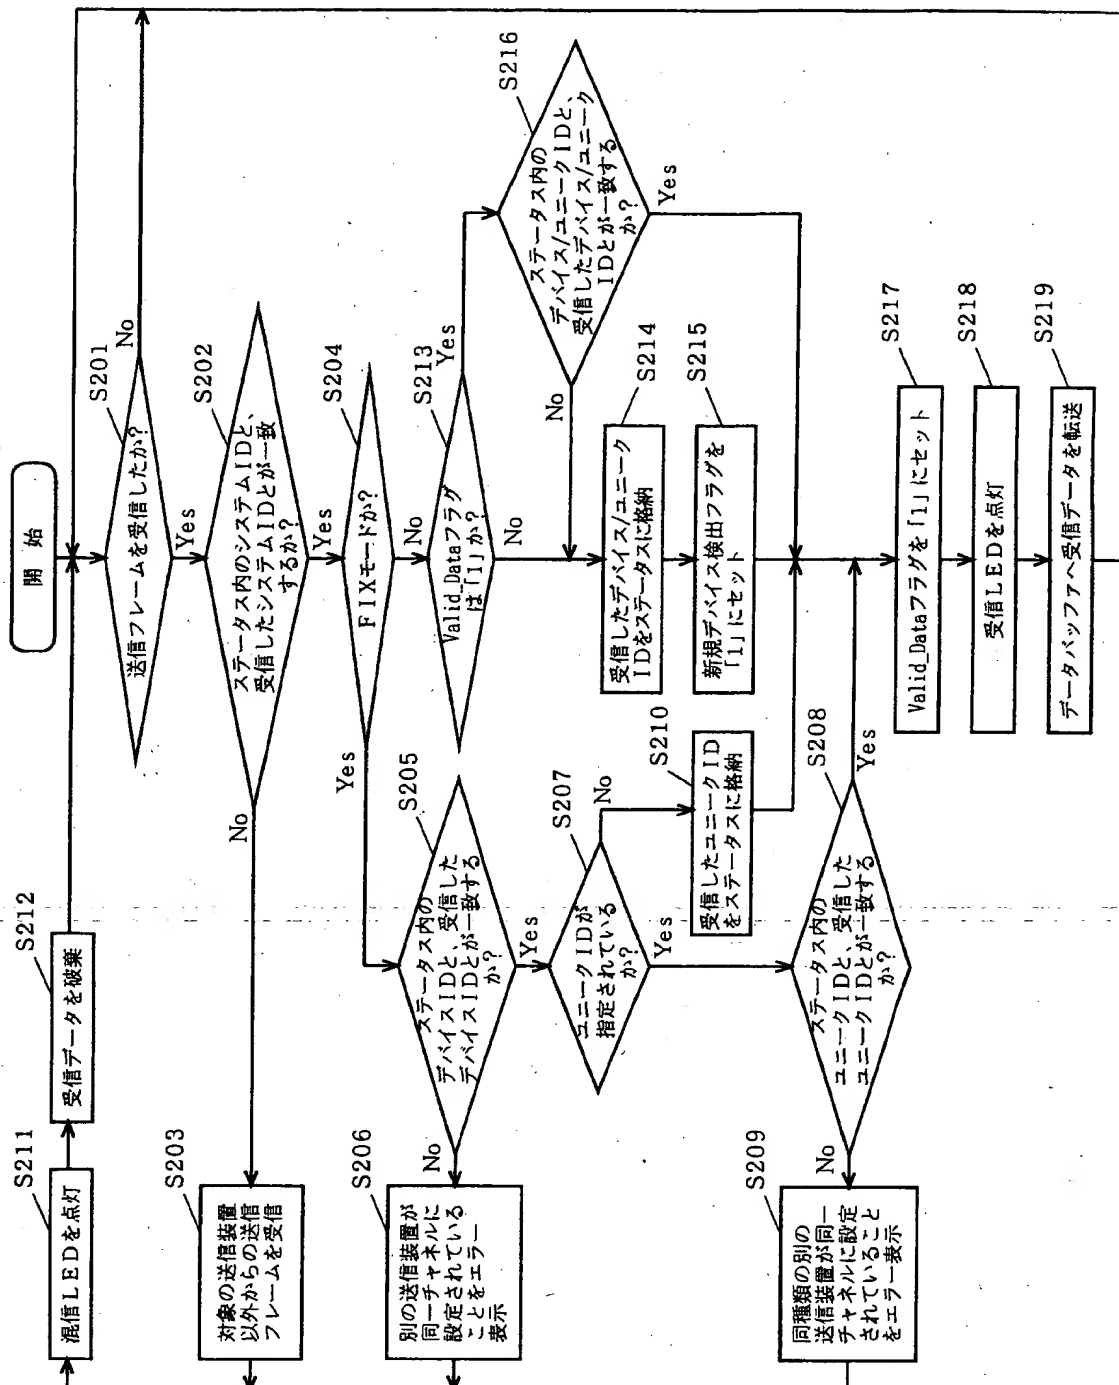 開 始
S201
送信フレームを受信したか?
No
Yes
S202
ステータス内のシステムIDと、
受信したシステムIDとが一致
するか?
No
Yes
S203
対象の送信装置
以外からの送信
フレームを受信
S204
FIXモードか?
Yes
No
S205
ステータス内の
デバイスIDと、受信した
デバイスIDとが一致する
か?
No
Yes
S206
別の送信装置が
同一チャネルに
設定されている
ことをエラー
表示
S207
ユニークIDが
指定されている
か?
No
Yes
S208
ステータス内の
ユニークIDと、受信した
ユニークIDとが一致する
か?
No
Yes
S209
同種類の別の
送信装置が同一
チャネルに設定
されていること
をエラー表示
S210
受信したユニークID
をステータスに格納
S211
混信LEDを点灯
S212
受信データを破棄
S213
Valid_Dataフラグ
は「1」か?
Yes
No
S214
受信したデバイス/ユニーク
IDをステータスに格納
S215
新規デバイス検出フラグを
「1」にセット
S216
ステータス内の
デバイス/ユニークIDと、
受信したデバイス/ユニーク
IDとが一致する
か?
No
Yes
S217
Valid_Dataフラグを「1」にセット
S218
受信LEDを点灯
S219
データバッファへ受信データを転送